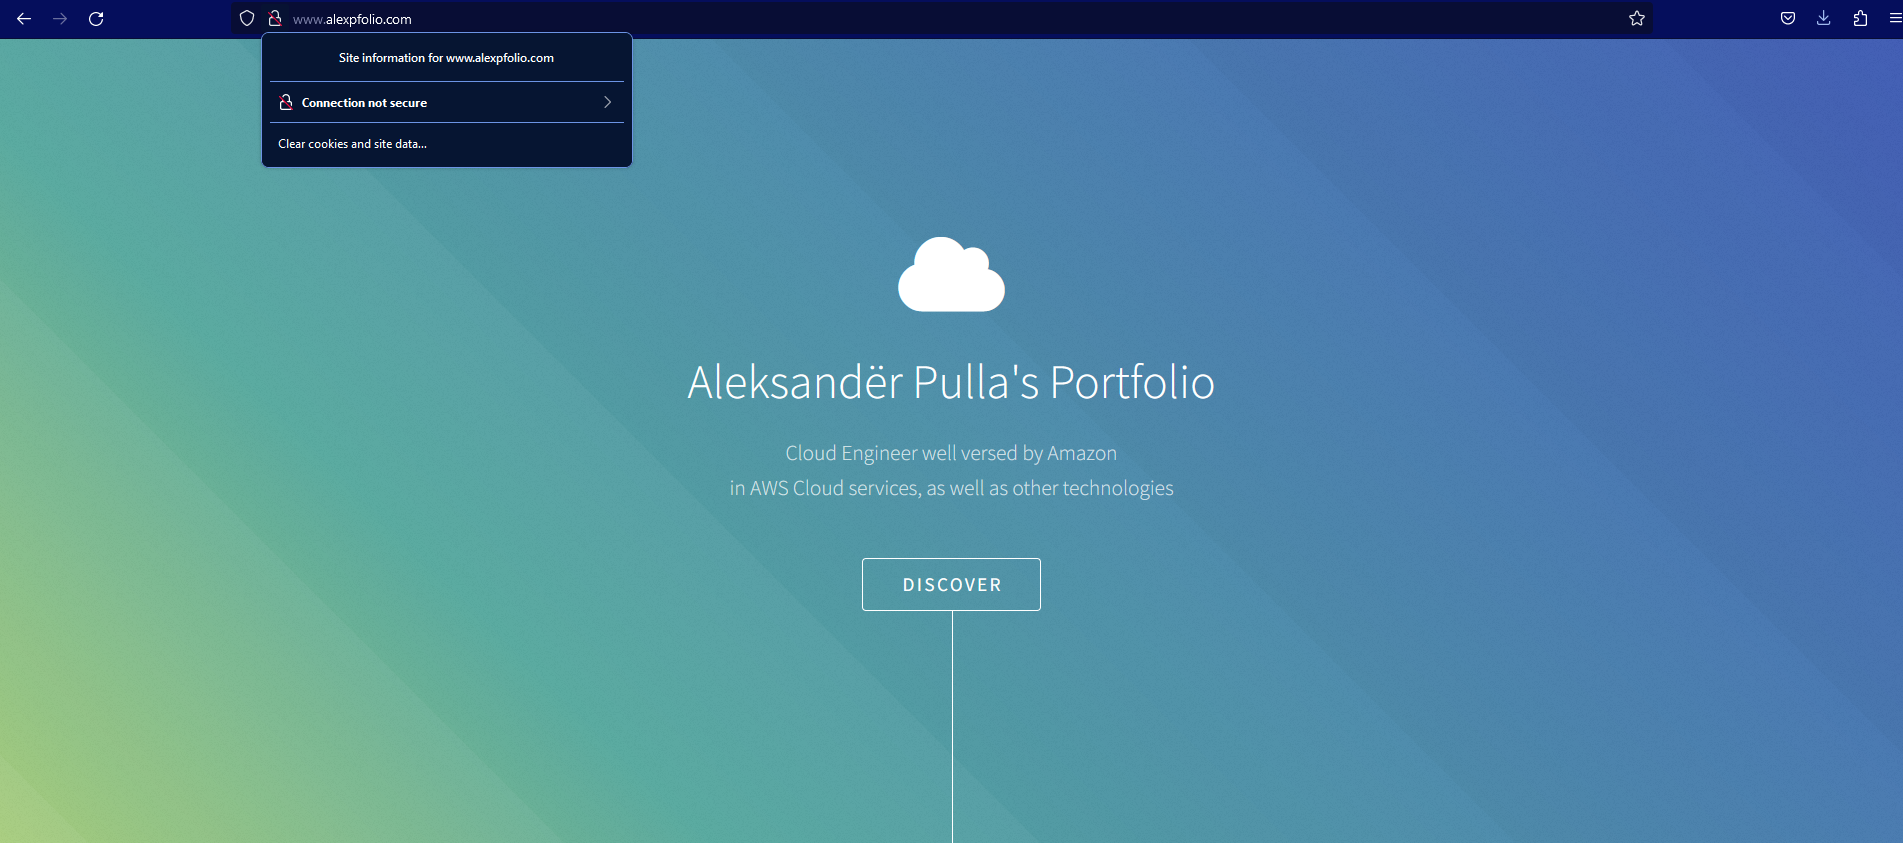 www.alexpfolio.com
Site information for www.alexpfolio.com
Connection not secure
Clear cookies and site data...
Aleksandër Pulla's Portfolio
Cloud Engineer well versed by Amazon
in AWS Cloud services, as well as other technologies
DISCOVER